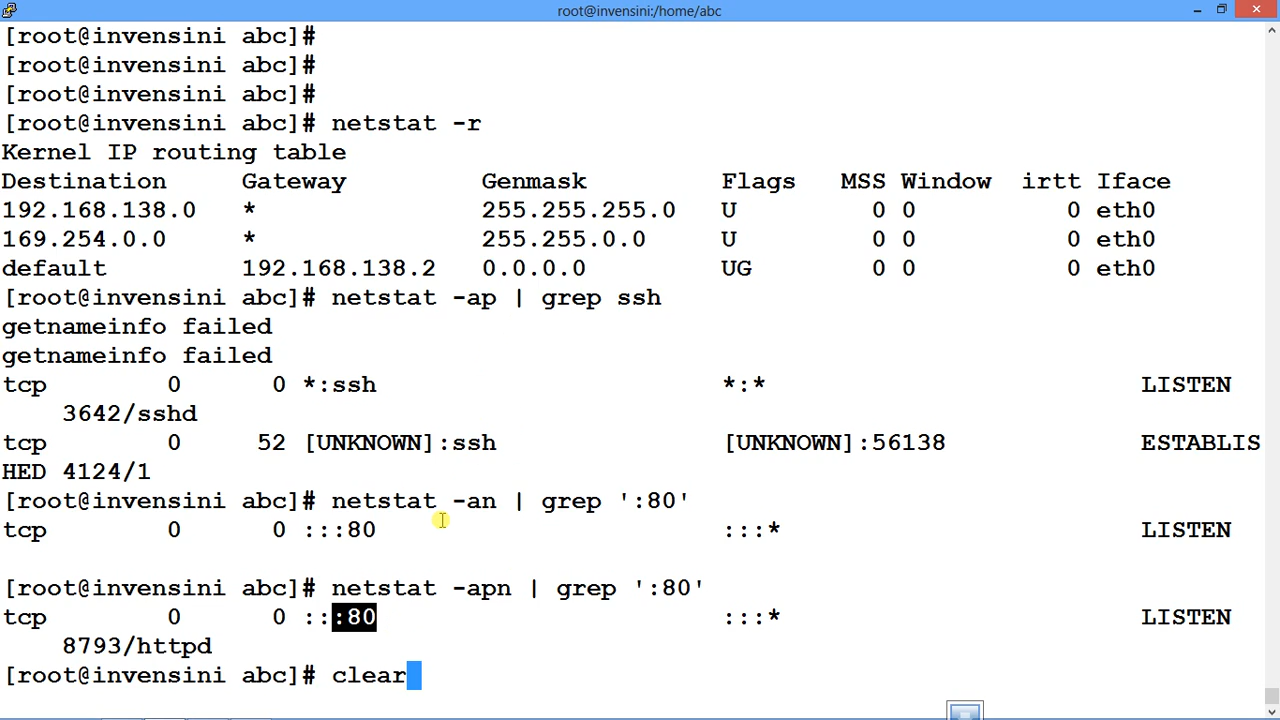 root@invensini:/home/abc
[root@invensini abc]#
[root@invensini abc]#
[root@invensini abc]#
[root@invensini abc]# netstat -r
Kernel IP routing table
Destination     Gateway         Genmask         Flags   MSS Window  irtt Iface
192.168.138.0   *               255.255.255.0   U         0 0          0 eth0
169.254.0.0     *               255.255.0.0     U         0 0          0 eth0
default         192.168.138.2   0.0.0.0         UG        0 0          0 eth0
[root@invensini abc]# netstat -ap | grep ssh
getnameinfo failed
getnameinfo failed
tcp        0      0 *:ssh                       *:*                         LISTEN
    3642/sshd
tcp        0     52 [UNKNOWN]:ssh               [UNKNOWN]:56138             ESTABLIS
HED 4124/1
[root@invensini abc]# netstat -an | grep ':80'
tcp        0      0 :::80                       :::*                        LISTEN
[root@invensini abc]# netstat -apn | grep ':80'
tcp        0      0 :::80                       :::*                        LISTEN
    8793/httpd
[root@invensini abc]# clear